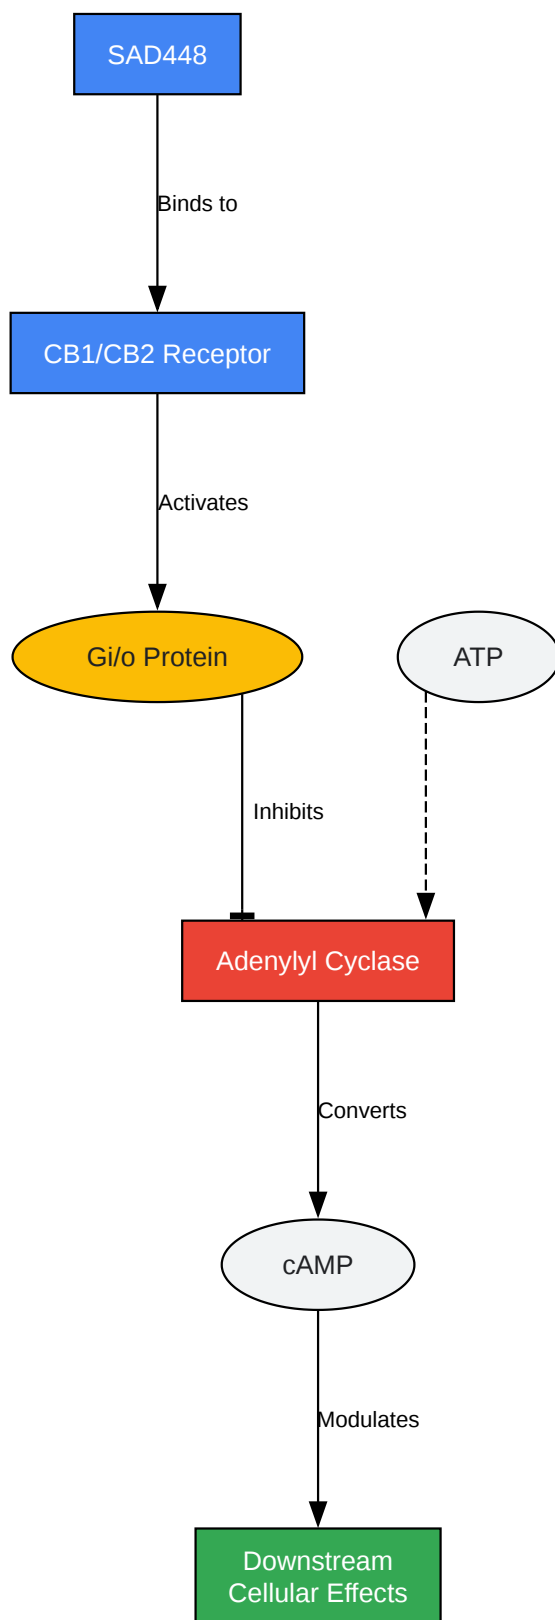 SAD448
Binds to
CB1/CB2 Receptor
Activates
Gi/o Protein
ATP
Inhibits
Adenylyl Cyclase
Converts
cAMP
Modulates
Downstream
Cellular Effects